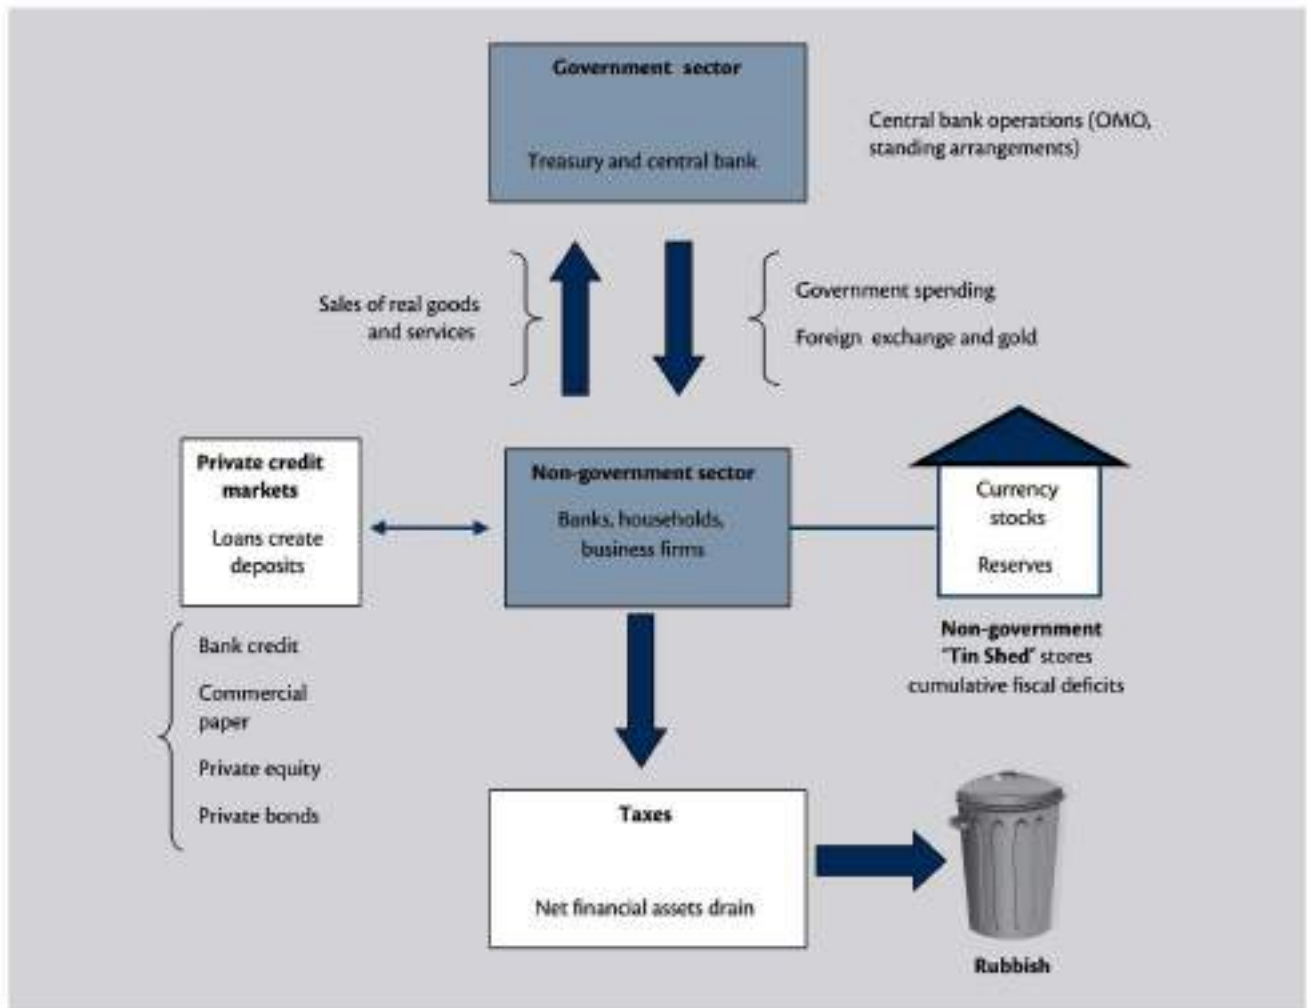 Government sector
Treasury and central bank
Central bank operations (OMO,
standing arrangements)
Sales of real goods
and services
Government spending
Foreign exchange and gold
Private credit
markets
Loans create
deposits
Non-government sector
Banks, households,
business firms
Currency
stocks
Reserves
Non-government
"Tin Shed" stores
cumulative fiscal deficits
Bank credit
Commercial
paper
Private equity
Private bonds
Taxes
Net financial assets drain
Rubbish